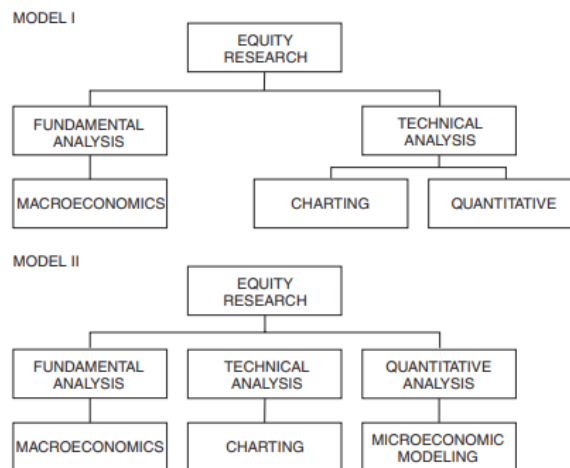 MODEL I
EQUITY
RESEARCH
FUNDAMENTAL
ANALYSIS
TECHNICAL
ANALYSIS
MACROECONOMICS
CHARTING
QUANTITATIVE
MODEL II
EQUITY
RESEARCH
FUNDAMENTAL
ANALYSIS
TECHNICAL
ANALYSIS
QUANTITATIVE
ANALYSIS
MACROECONOMICS
CHARTING
MICROECONOMIC
MODELING